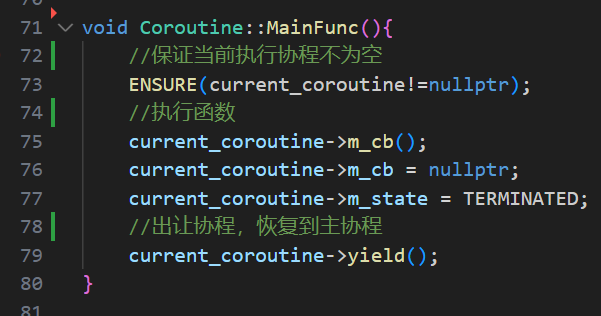 71 void Coroutine::MainFunc(){
72 //保证当前执行协程不为空
73 ENSURE(current_coroutine!=nullptr);
74 //执行函数
75 current_coroutine->m_cb();
76 current_coroutine->m_cb = nullptr;
77 current_coroutine->m_state = TERMINATED;
78 //出让协程，恢复到主协程
79 current_coroutine->yield();
80 }
81